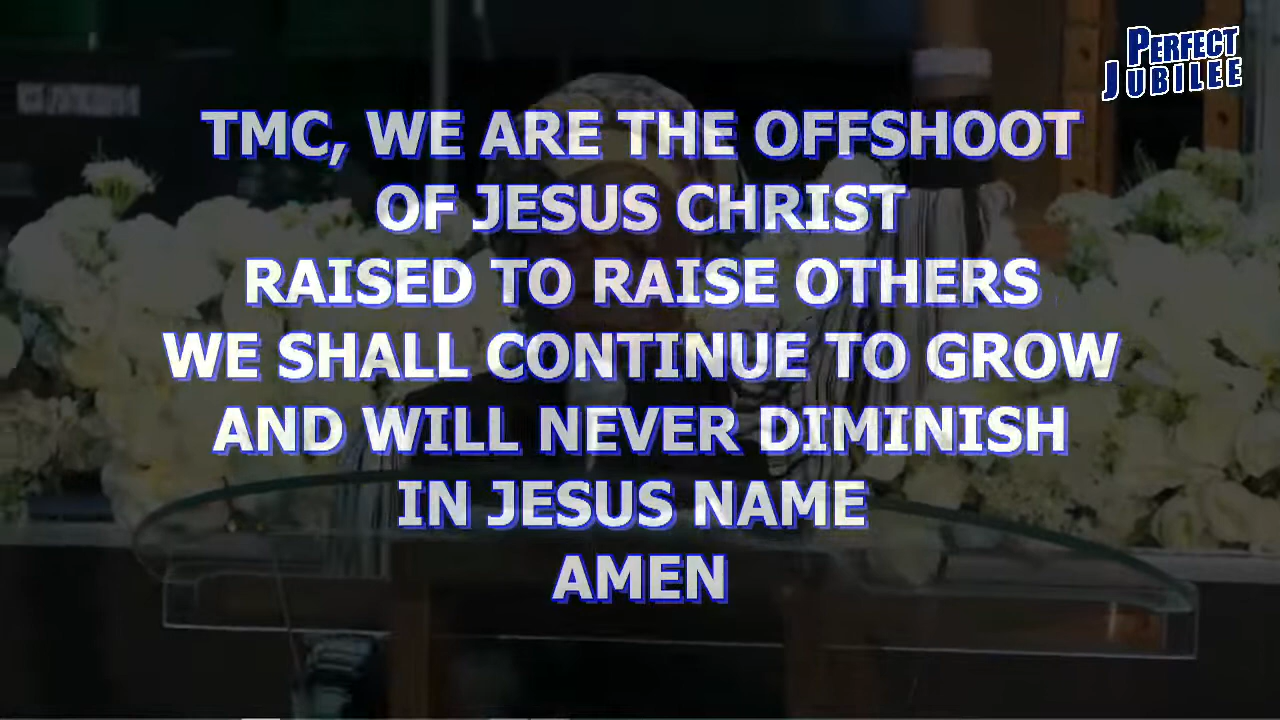 PERFECT
JUBILEE
TMC, WE ARE THE OFFSHOOT
OF JESUS CHRIST
RAISED TO RAISE OTHERS
WE SHALL CONTINUE TO GROW
AND WILL NEVER DIMINISH
IN JESUS NAME
AMEN